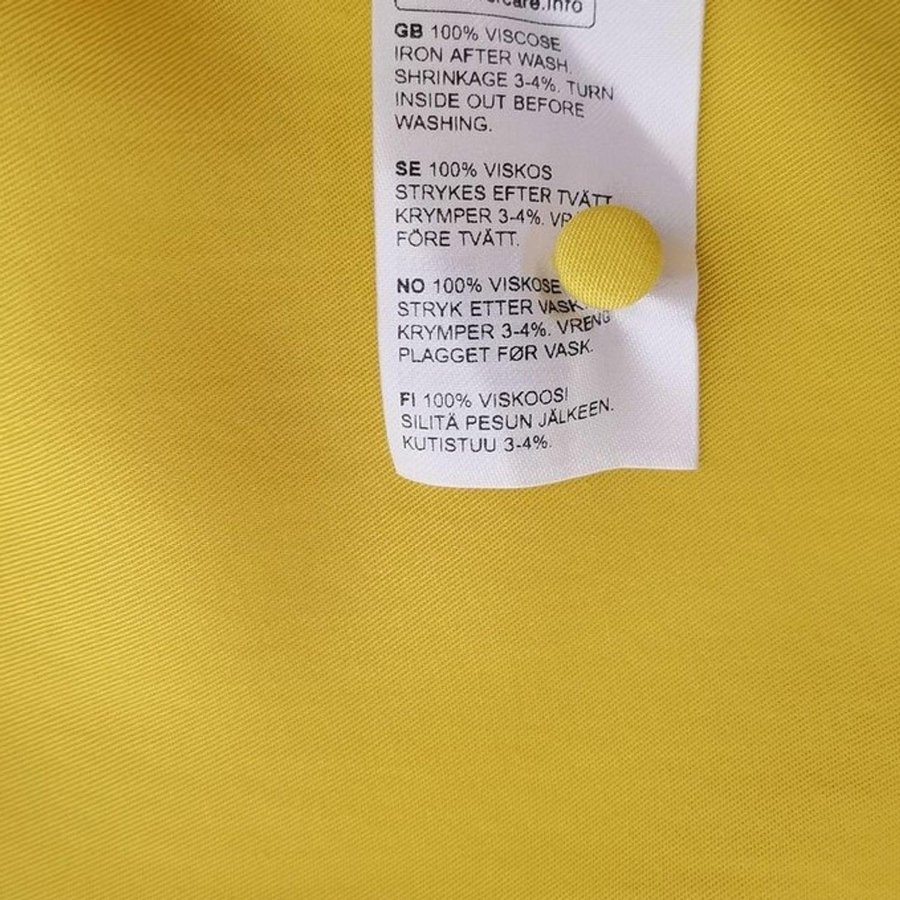 GB 100% VISCOSE
IRON AFTER WASH.
SHRINKAGE 3-4%. TURN
INSIDE OUT BEFORE
WASHING.
SE 100% VISKOS
STRYKES EFTER TVÄTT
KRYMPER 3-4%.
FÖRE TVÄTT.
NO 100% VISKOSE
STRYK ETTER VASK.
KRYMPER 3-4%. VRENG
PLAGGET FØR VASK.
FI 100% VISKOOSI
SILITÄ PESUN JÄLKEEN.
KUTISTUU 3-4%.